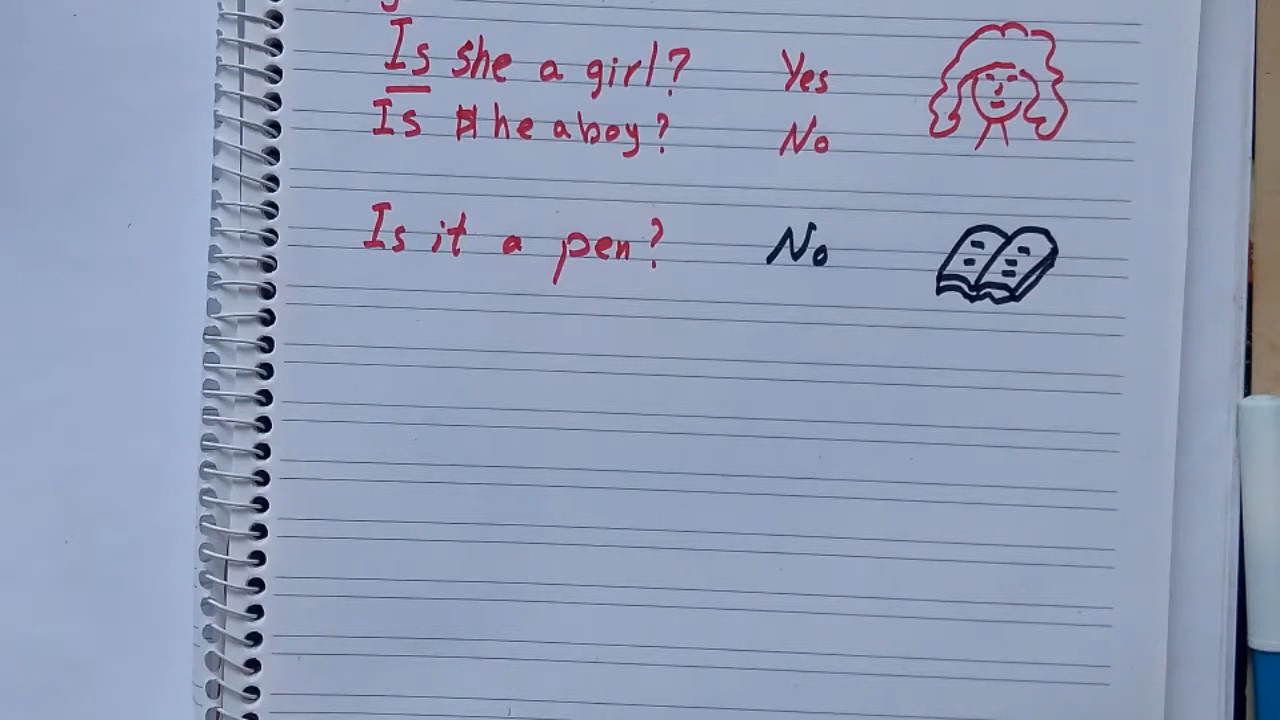 Is she a girl? Yes
Is he a boy? No
Is it a pen? No